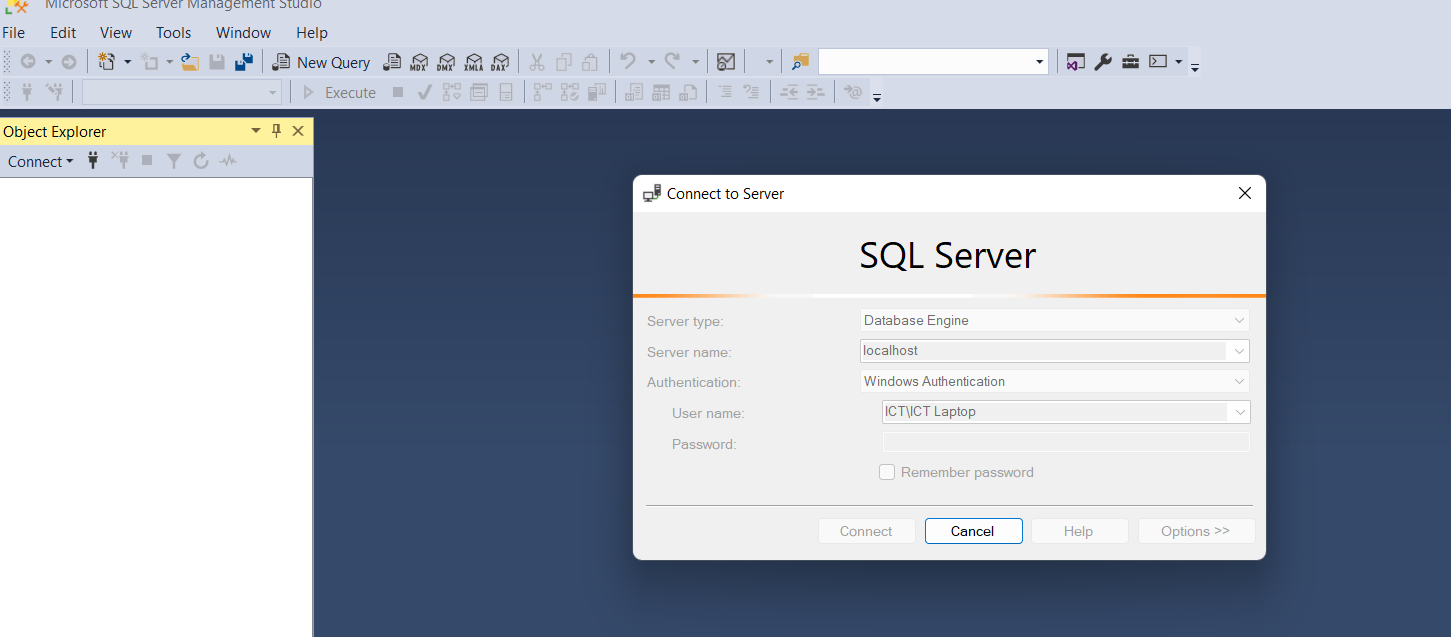 Microsoft SQL Server Management Studio
File Edit View Tools Window Help
New Query MDX DMX XMLA DAX
Execute
Object Explorer
Connect
Connect to Server
SQL Server
Server type: Database Engine
Server name: localhost
Authentication: Windows Authentication
User name: ICT\ICT Laptop
Password:
Remember password
Connect Cancel Help Options >>